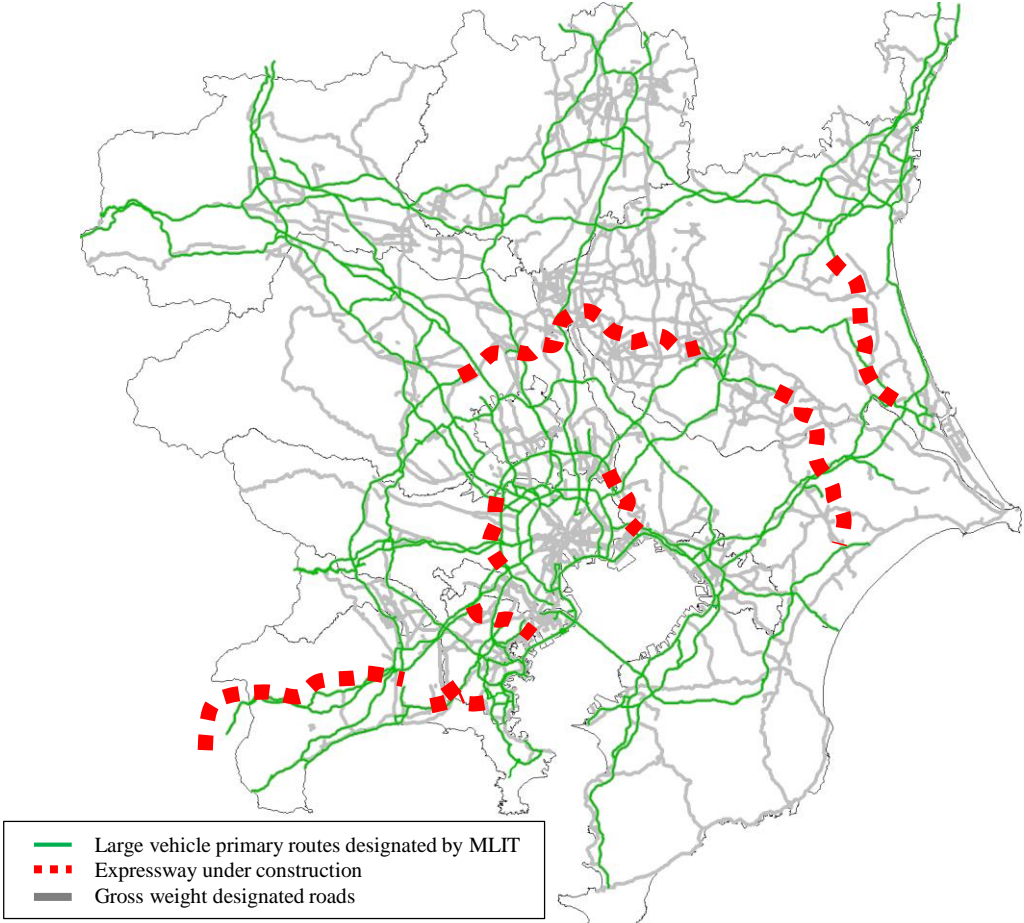 Large vehicle primary routes designated by MLIT
Expressway under construction
Gross weight designated roads